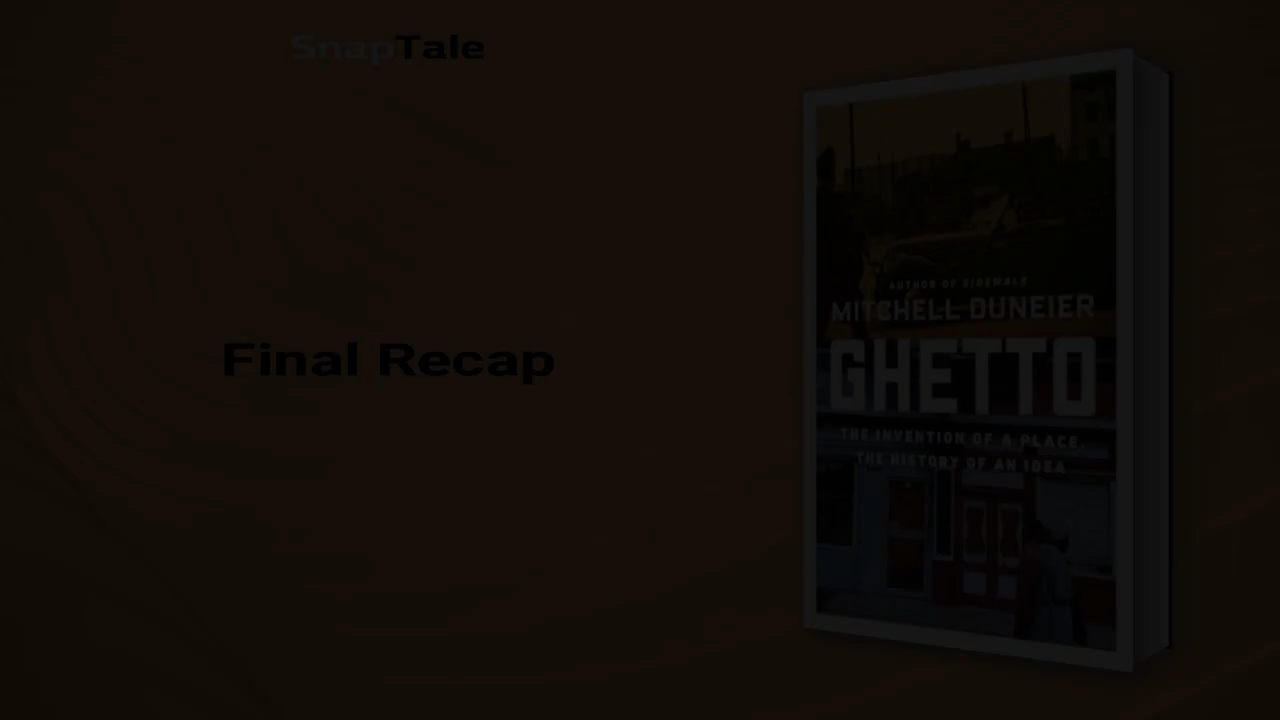 SnapTale
Final Recap
AUTHOR OF SIDEWALK
MITCHELL DUNEIER
GHETTO
THE INVENTION OF A PLACE,
THE HISTORY OF AN IDEA